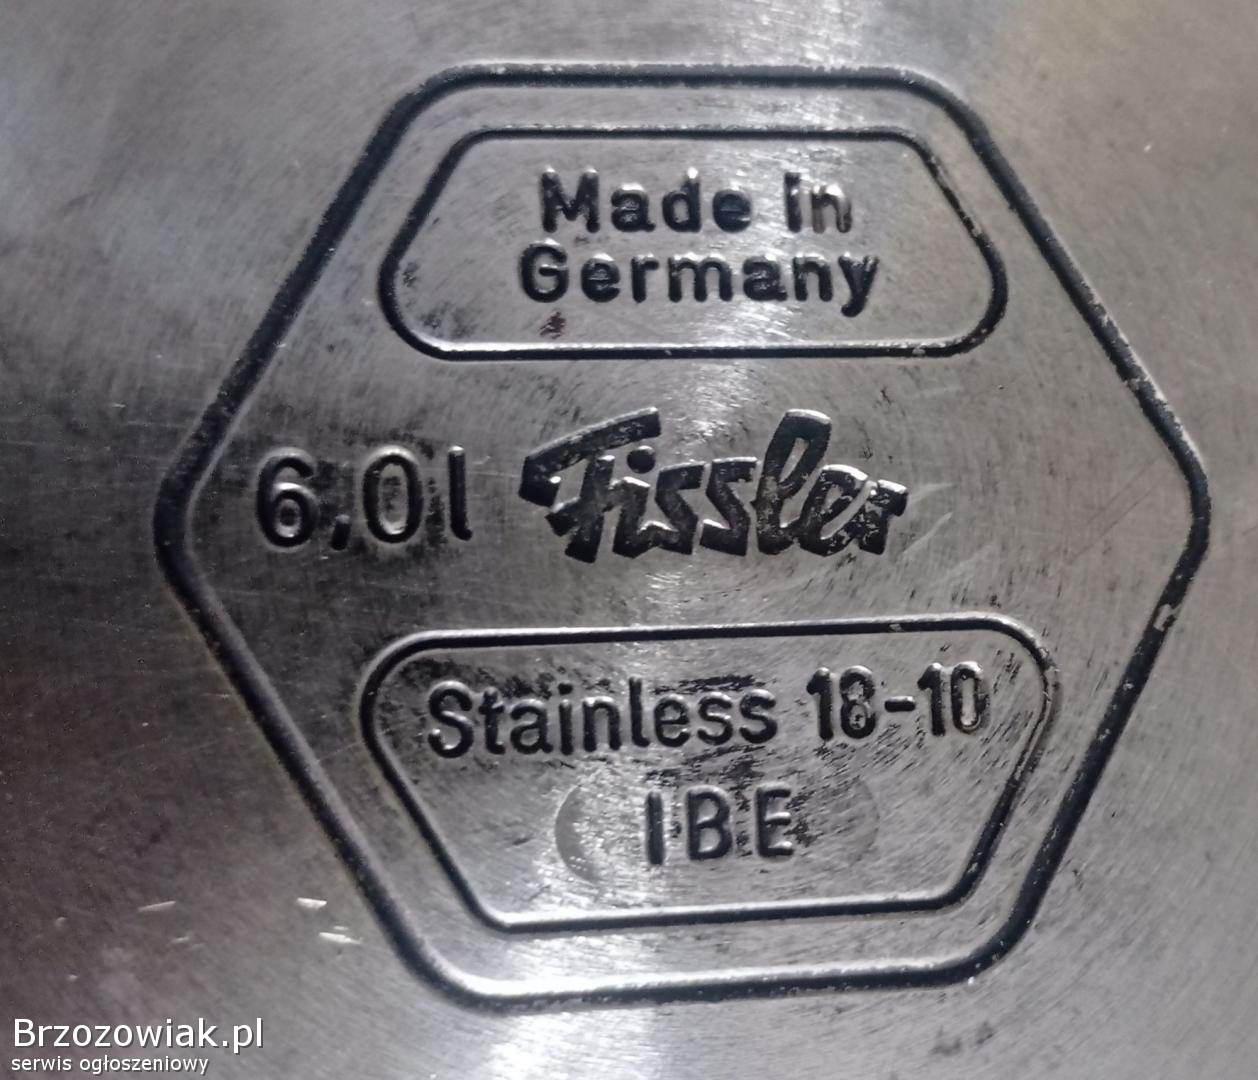 Made in
Germany
6,0l Fissler
Stainless 18-10
IBE
Brzozowiak.pl
serwis ogłoszeniowy